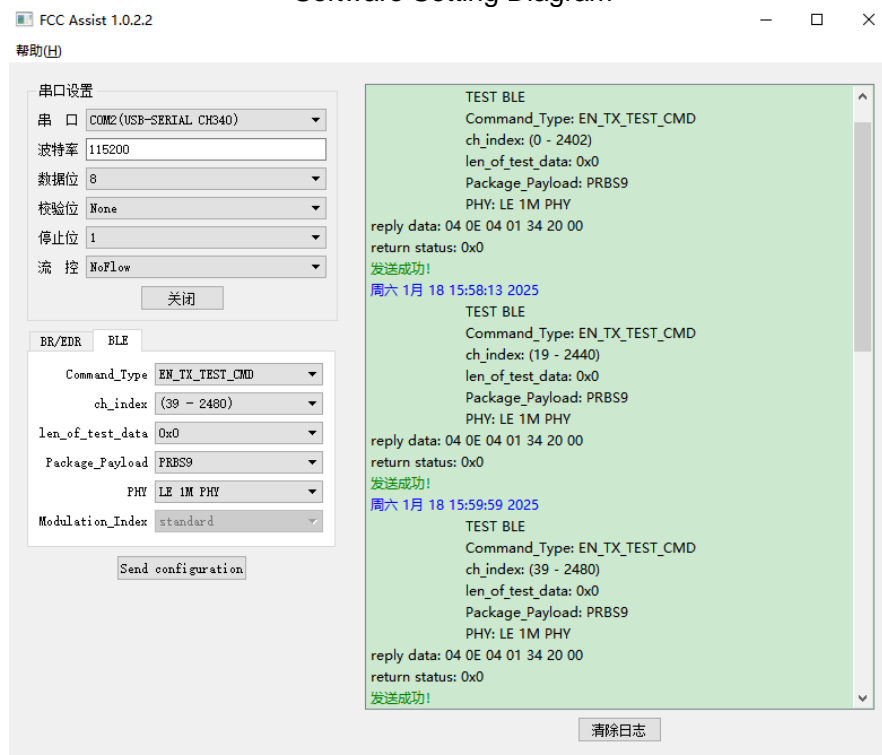 Software Setting Diagram
FCC Assist 1.0.2.2
帮助(H)
串口设置
串 口 COM2(USB-SERIAL CH340)
波特率 115200
数据位 8
校验位 None
停止位 1
流 控 NoFlow
关闭
BR/EDR BLE
Command_Type EN_TX_TEST_CMD
ch_index (39 - 2480)
len_of_test_data 0x0
Package_Payload PRBS9
PHY LE 1M PHY
Modulation_Index standard
Send configuration
TEST BLE
Command_Type: EN_TX_TEST_CMD
ch_index: (0 - 2402)
len_of_test_data: 0x0
Package_Payload: PRBS9
PHY: LE 1M PHY
reply data: 04 0E 04 01 34 20 00
return status: 0x0
发送成功!
周六 1月 18 15:58:13 2025
TEST BLE
Command_Type: EN_TX_TEST_CMD
ch_index: (19 - 2440)
len_of_test_data: 0x0
Package_Payload: PRBS9
PHY: LE 1M PHY
reply data: 04 0E 04 01 34 20 00
return status: 0x0
发送成功!
周六 1月 18 15:59:59 2025
TEST BLE
Command_Type: EN_TX_TEST_CMD
ch_index: (39 - 2480)
len_of_test_data: 0x0
Package_Payload: PRBS9
PHY: LE 1M PHY
reply data: 04 0E 04 01 34 20 00
return status: 0x0
发送成功!
清除日志